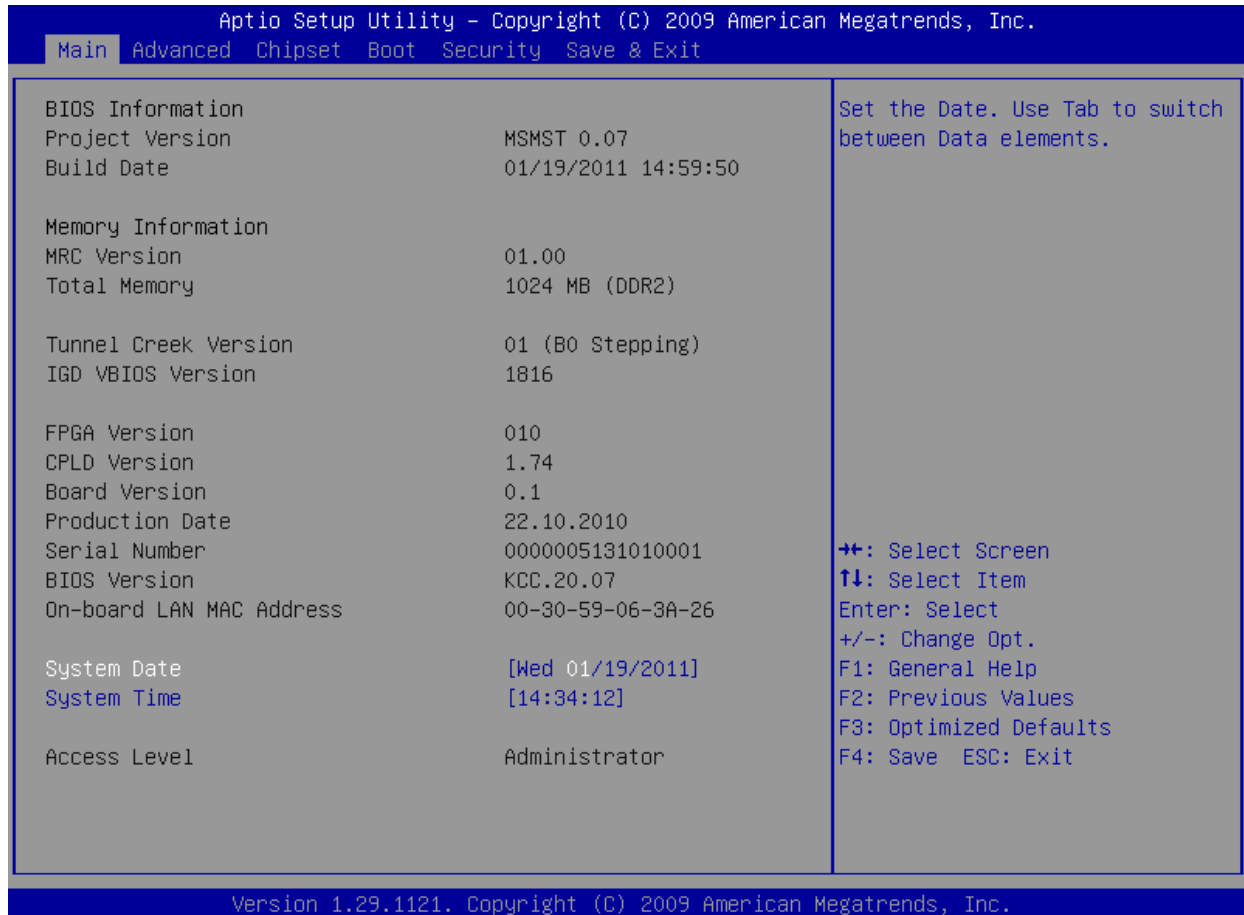 Aptio Setup Utility – Copyright (C) 2009 American Megatrends, Inc.
Main Advanced Chipset Boot Security Save & Exit
BIOS Information
Project Version MSMST 0.07
Build Date 01/19/2011 14:59:50
Memory Information
MRC Version 01.00
Total Memory 1024 MB (DDR2)
Tunnel Creek Version 01 (B0 Stepping)
IGD VBIOS Version 1816
FPGA Version 010
CPLD Version 1.74
Board Version 0.1
Production Date 22.10.2010
Serial Number 0000005131010001
BIOS Version KCC.20.07
On-board LAN MAC Address 00-30-59-06-3A-26
System Date [Wed 01/19/2011]
System Time [14:34:12]
Access Level Administrator
Set the Date. Use Tab to switch
between Data elements.
→←: Select Screen
↑↓: Select Item
Enter: Select
+/-: Change Opt.
F1: General Help
F2: Previous Values
F3: Optimized Defaults
F4: Save ESC: Exit
Version 1.29.1121. Copyright (C) 2009 American Megatrends, Inc.